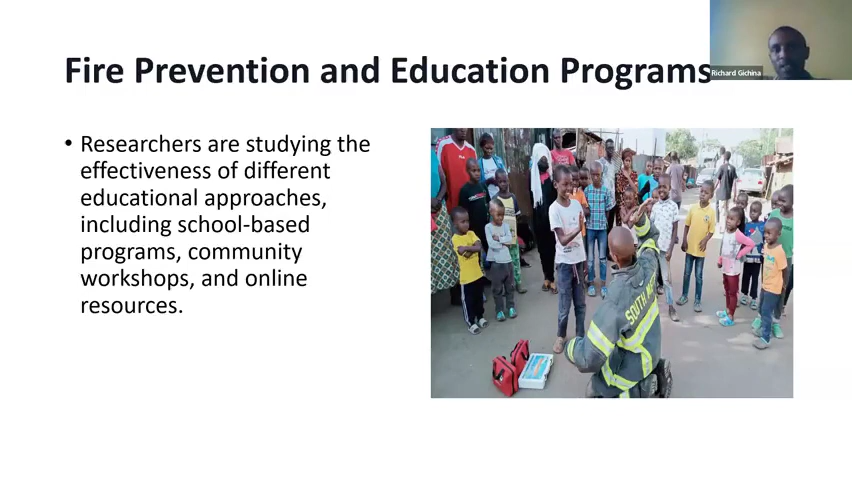 Fire Prevention and Education Programs
Richard Gichina
• Researchers are studying the
effectiveness of different
educational approaches,
including school-based
programs, community
workshops, and online
resources.
SOUTH